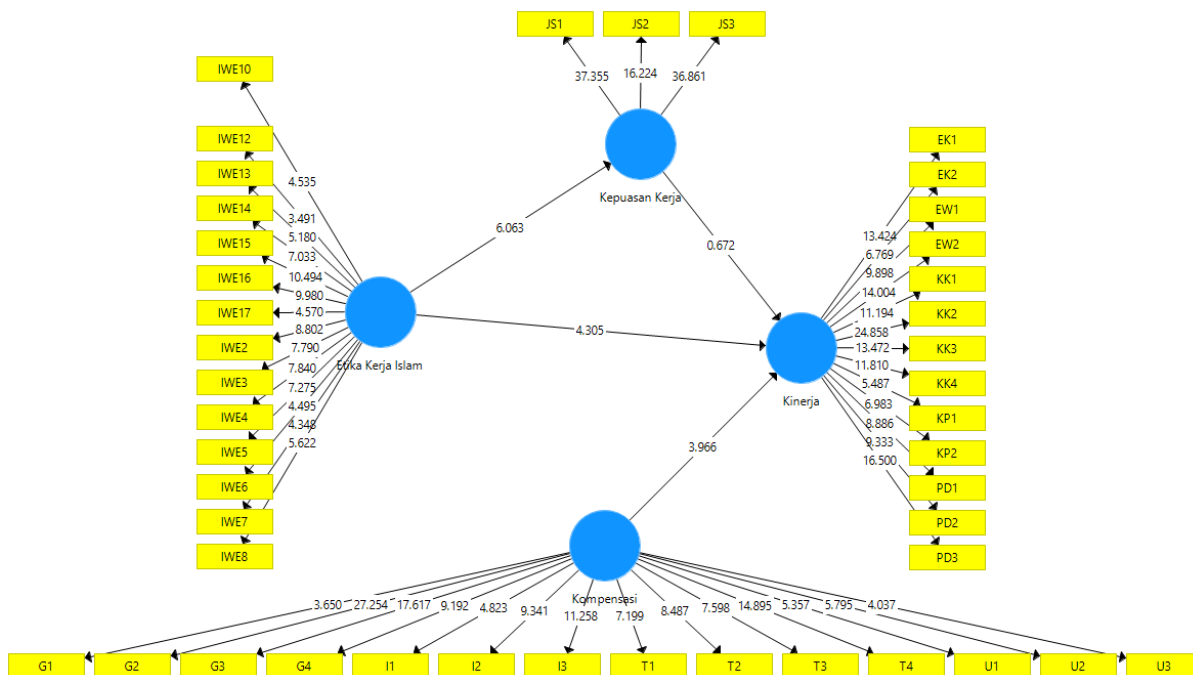 JS1 JS2 JS3
37.355 16.224 36.861
Kepuasan Kerja
IWE10
IWE12
IWE13
IWE14
IWE15
IWE16
IWE17
IWE2
IWE3
IWE4
IWE5
IWE6
IWE7
IWE8
4.535
3.491
5.180
7.033
10.494
9.980
4.570
8.802
7.790
7.840
7.275
4.495
4.348
5.622
Etika Kerja Islam
6.063
0.672
4.305
3.966
Kinerja
13.424
6.769
9.898
14.004
11.194
24.858
13.472
11.810
5.487
6.983
8.886
9.333
16.500
EK1
EK2
EW1
EW2
KK1
KK2
KK3
KK4
KP1
KP2
PD1
PD2
PD3
Kompensasi
3.650 27.254 17.617 9.192 4.823 9.341 11.258 7.199 8.487 7.598 14.895 5.357 5.795 4.037
G1 G2 G3 G4 I1 I2 I3 T1 T2 T3 T4 U1 U2 U3